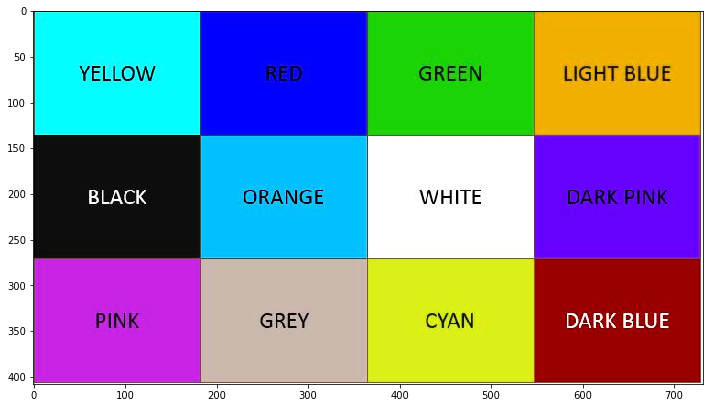 0
50
100
150
200
250
300
350
400
YELLOW RED GREEN LIGHT BLUE
BLACK ORANGE WHITE DARK PINK
PINK GREY CYAN DARK BLUE
0 100 200 300 400 500 600 700